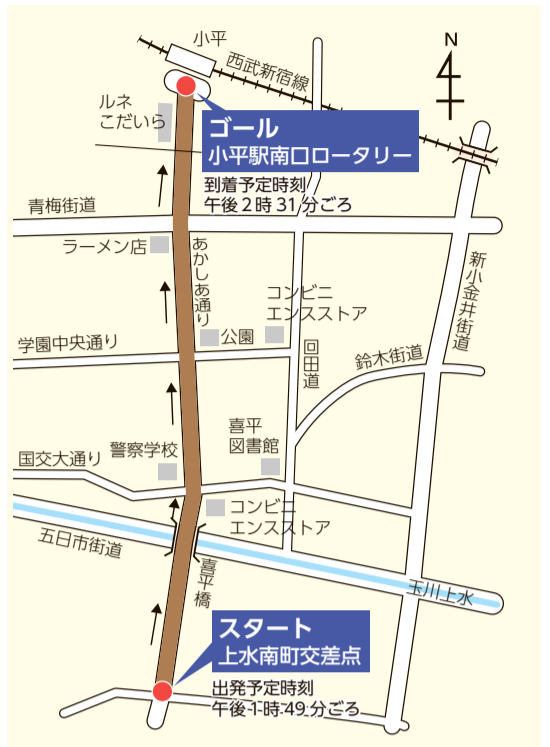 小平
N
西武新宿線
ルネ
こだいら
ゴール
小平駅南口ロータリー
到着予定時刻
午後2時31分ごろ
青梅街道
ラーメン店
あかしあ通り
新小金井街道
コンビニ
エンスストア
公園
学園中央通り
回田道
鈴木街道
喜平
図書館
警察学校
国交大通り
コンビニ
エンスストア
五日市街道
喜平橋
玉川上水
スタート
上水南町交差点
出発予定時刻
午後1時49分ごろ